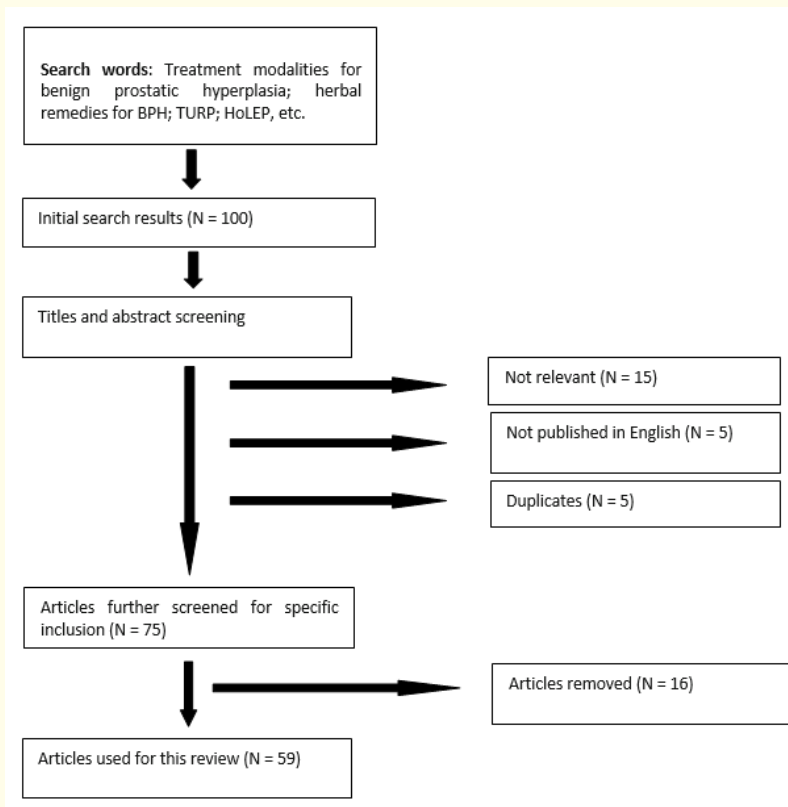 Search words: Treatment modalities for
benign prostatic hyperplasia; herbal
remedies for BPH; TURP; HoLEP, etc.
Initial search results (N = 100)
Titles and abstract screening
Not relevant (N = 15)
Not published in English (N = 5)
Duplicates (N = 5)
Articles further screened for specific
inclusion (N = 75)
Articles removed (N = 16)
Articles used for this review (N = 59)